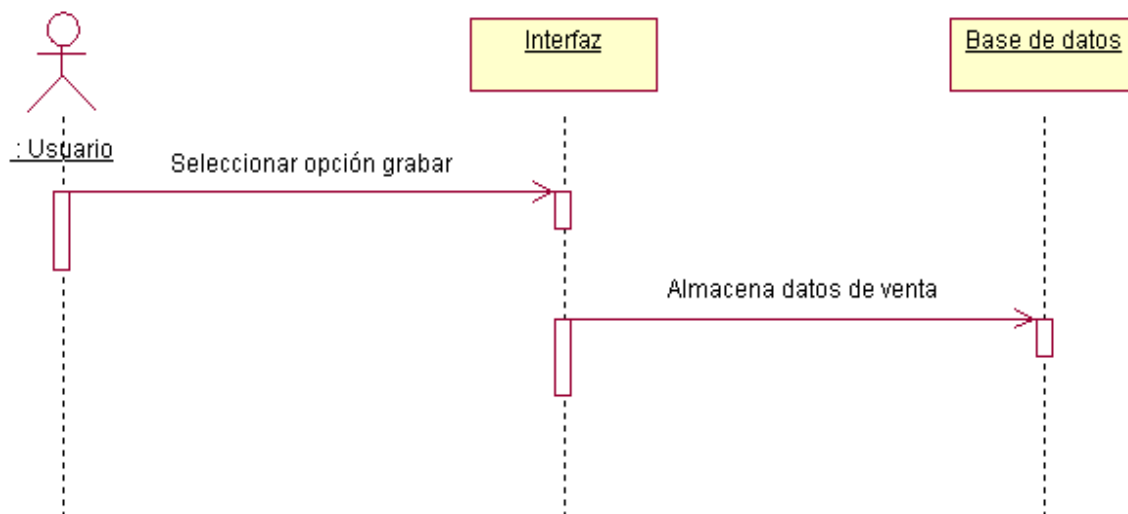 Interfaz
Base de datos
: Usuario
Seleccionar opción grabar
Almacena datos de venta